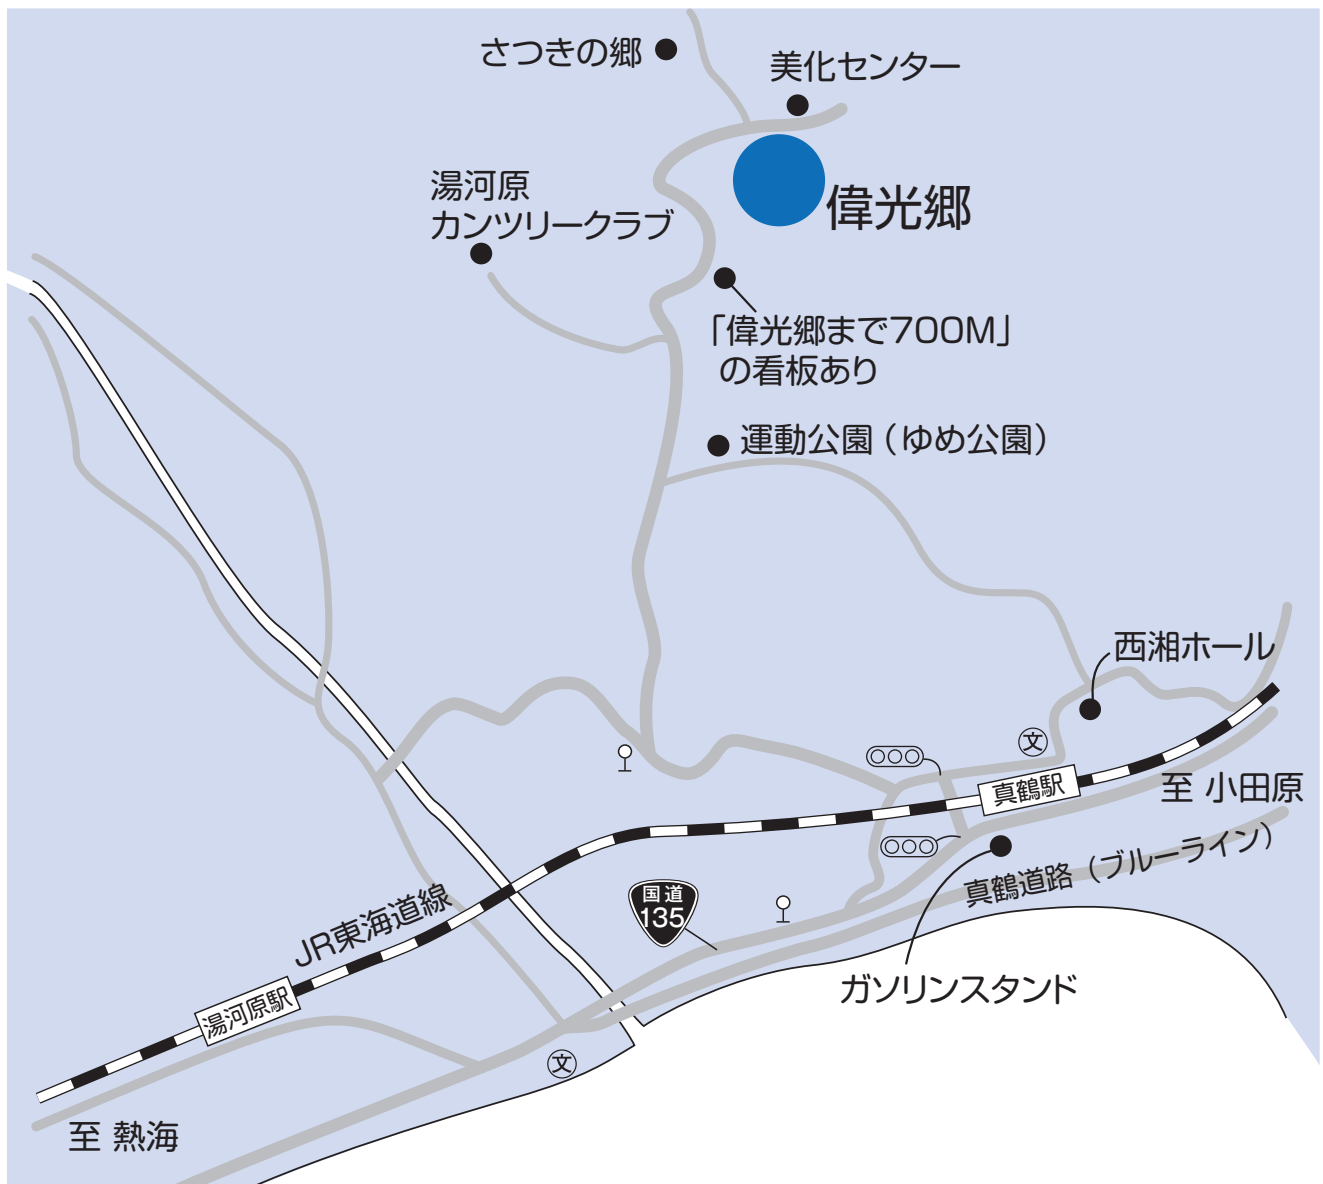 さつきの郷
美化センター
湯河原
カンツリークラブ
偉光郷
「偉光郷まで700M」
の看板あり
運動公園（ゆめ公園）
西湘ホール
文
真鶴駅
至 小田原
真鶴道路（ブルーライン）
国道
135
JR東海道線
ガソリンスタンド
湯河原駅
文
至 熱海